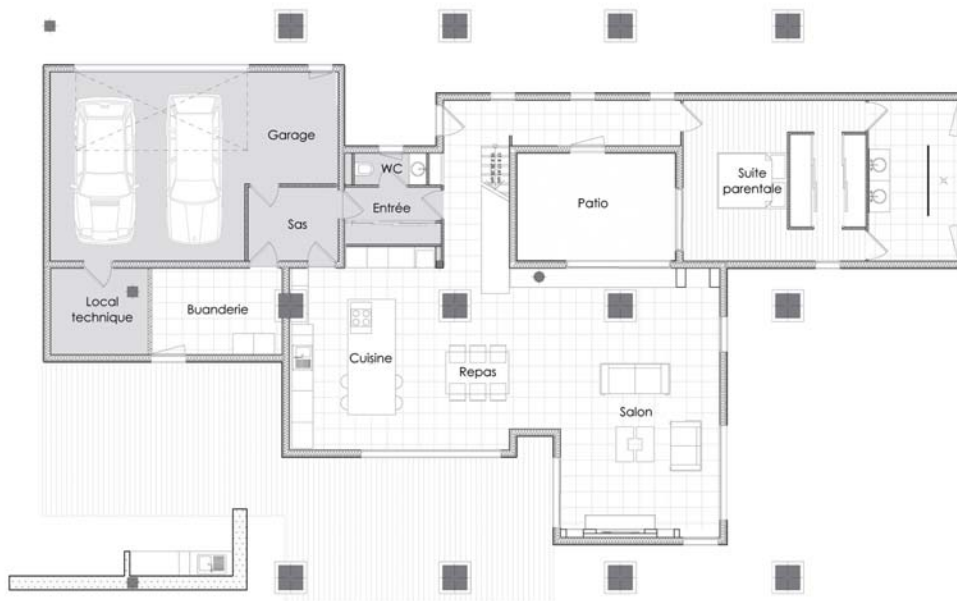 Garage
WC
Suite
parentale
Entrée
Patio
Sas
Local
technique
Buanderie
Cuisine
Repas
Salon